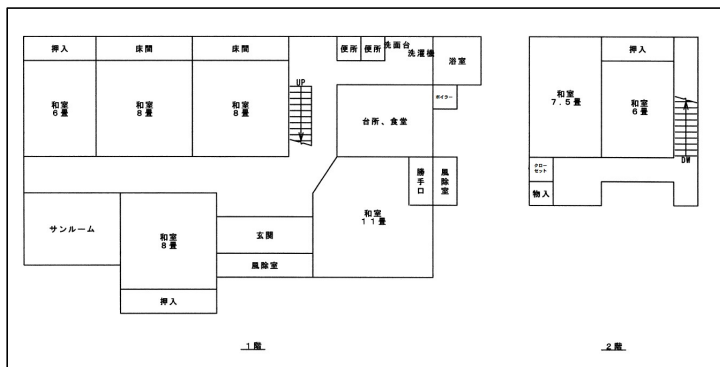 押入
床間
床間
便所
便所
洗面台
洗濯機
浴室
和室
6畳
和室
8畳
和室
8畳
UP
ボイラー
台所、食堂
勝手口
風除室
和室
11畳
サンルーム
和室
8畳
玄関
風除室
押入
1階
押入
和室
7.5畳
和室
6畳
DW
クローゼット
物入
2階